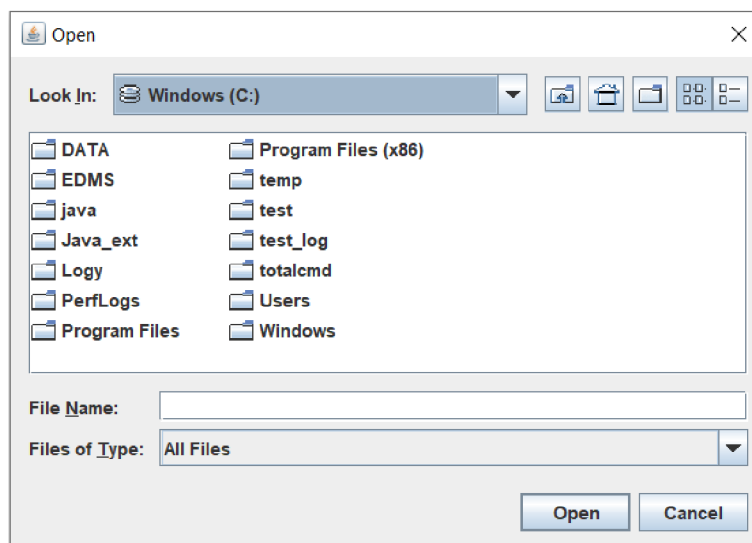 Open
Look In: Windows (C:)
DATA
EDMS
java
Java_ext
Logy
PerfLogs
Program Files
Program Files (x86)
temp
test
test_log
totalcmd
Users
Windows
File Name:
Files of Type: All Files
Open Cancel